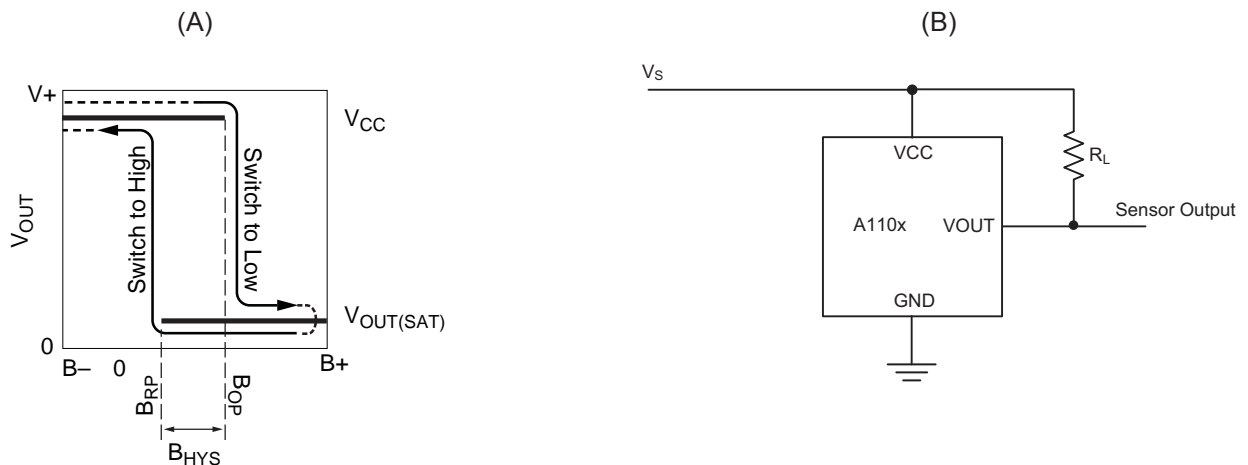 (A)
V+
VCC
Switch to High
Switch to Low
VOUT
VOUT(SAT)
0
B–
0
B+
BRP
BOP
BHYS
(B)
VS
VCC
RL
A110x
VOUT
Sensor Output
GND